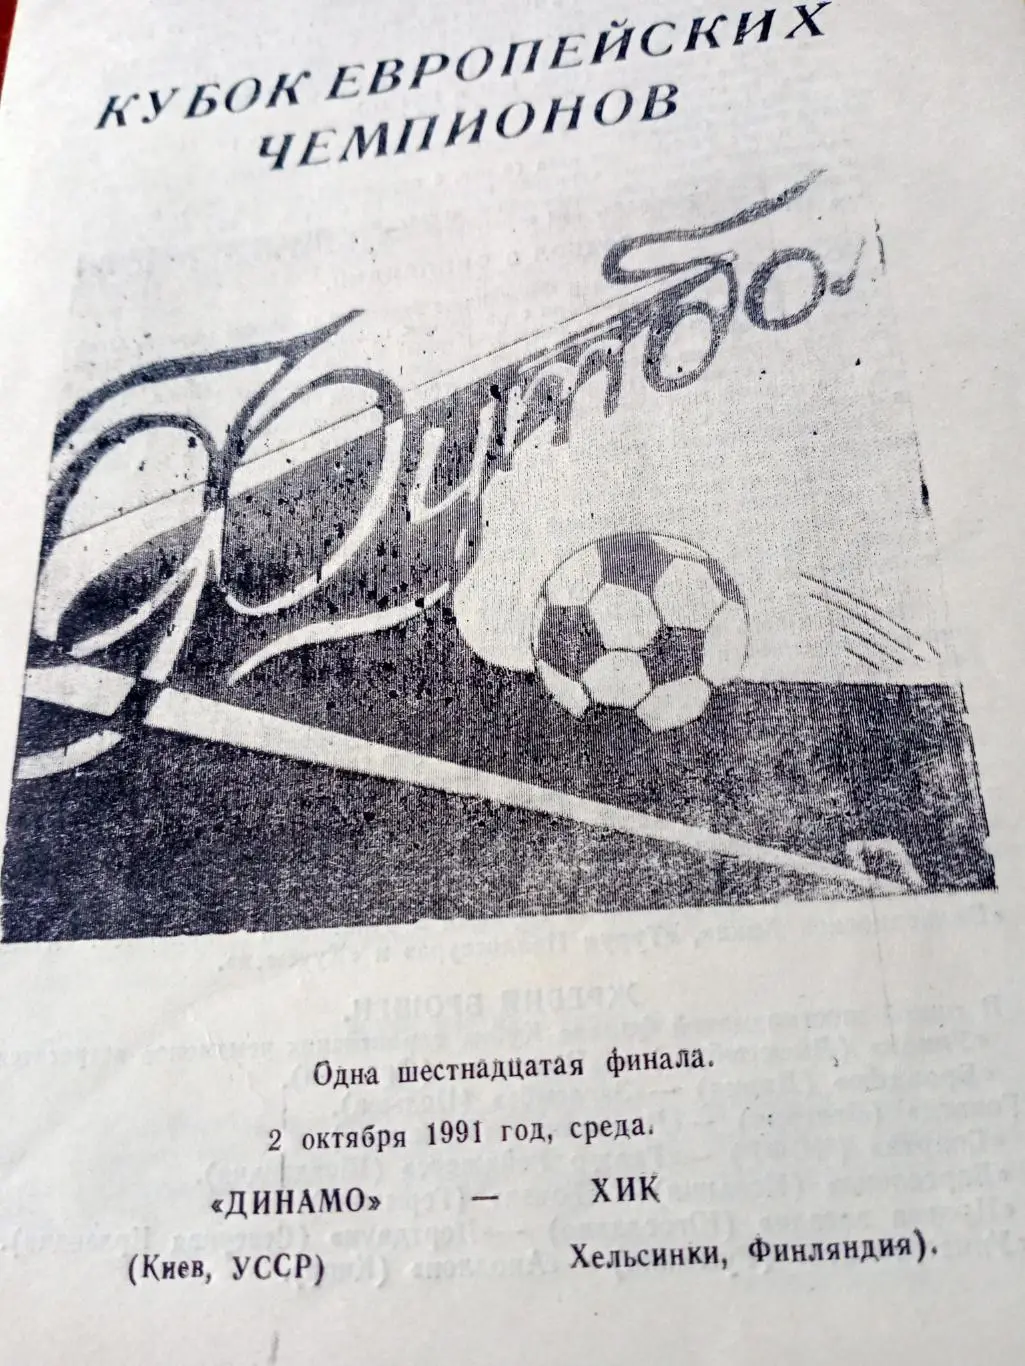 КУБОК ЕВРОПЕЙСКИХ
ЧЕМПИОНОВ
Футбол
Одна шестнадцатая финала.
2 октября 1991 год, среда.
«ДИНАМО» — ХИК
(Киев, УССР) Хельсинки, Финляндия).